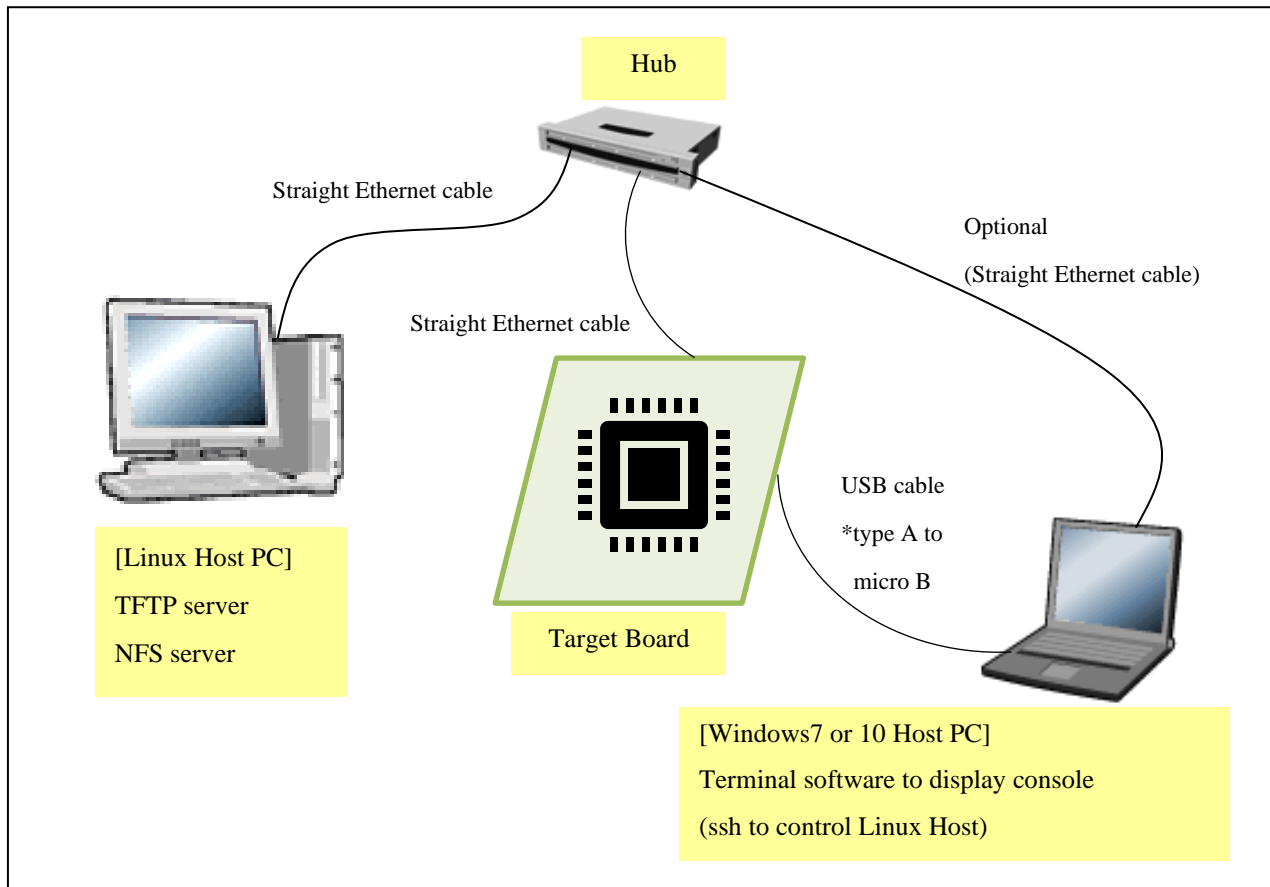 Hub
Straight Ethernet cable
Optional
(Straight Ethernet cable)
Straight Ethernet cable
USB cable
*type A to
micro B
[Linux Host PC]
TFTP server
NFS server
Target Board
[Windows7 or 10 Host PC]
Terminal software to display console
(ssh to control Linux Host)